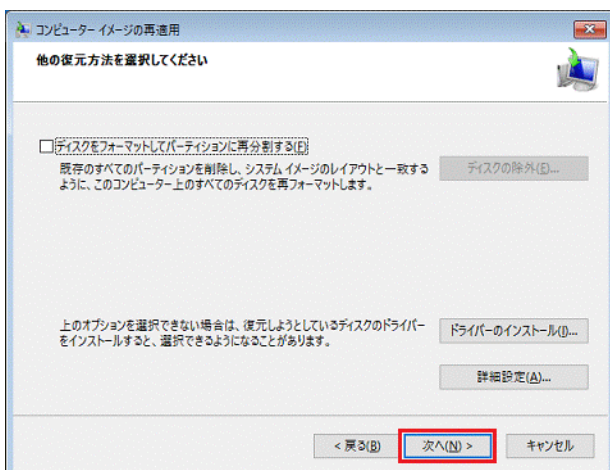 コンピューター イメージの再適用
他の復元方法を選択してください
ディスクをフォーマットしてパーティションに再分割する(F)
既存のすべてのパーティションを削除し、システム イメージのレイアウトと一致する
ように、このコンピューター上のすべてのディスクを再フォーマットします。
ディスクの除外(E)...
上のオプションを選択できない場合は、復元しようとしているディスクのドライバー
をインストールすると、選択できるようになることがあります。
ドライバーのインストール(I)...
詳細設定(A)...
< 戻る(B)
次へ(N) >
キャンセル